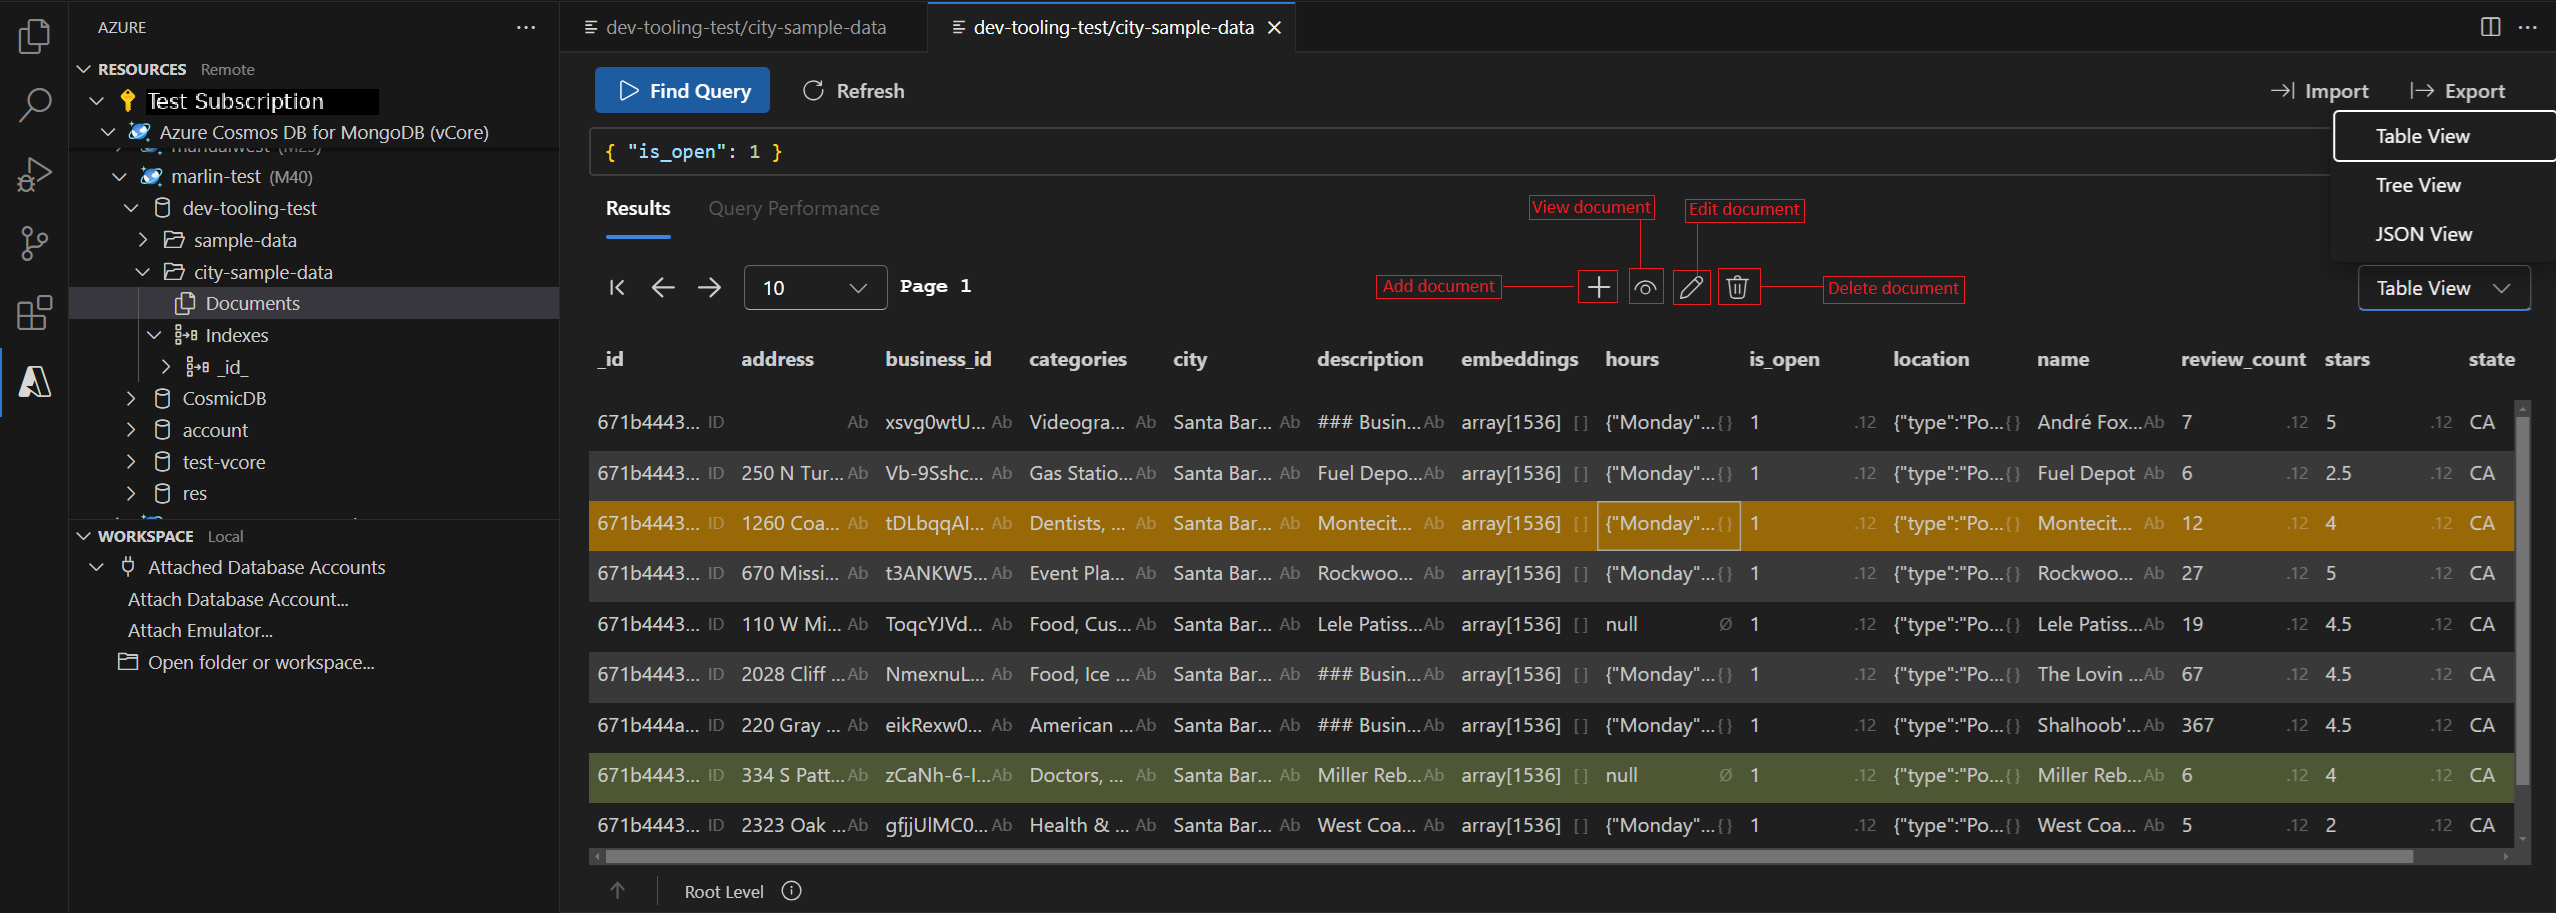 AZURE
RESOURCES Remote
Test Subscription
Azure Cosmos DB for MongoDB (vCore)
marlin-test (M40)
dev-tooling-test
sample-data
city-sample-data
Documents
Indexes
_id_
CosmicDB
account
test-vcore
res
WORKSPACE Local
Attached Database Accounts
Attach Database Account...
Attach Emulator...
Open folder or workspace...
dev-tooling-test/city-sample-data
dev-tooling-test/city-sample-data
Find Query Refresh Import Export
{ "is_open": 1 }
Table View
Tree View
JSON View
Results Query Performance
View document Edit document
Add document Delete document
10 Page 1 Table View
_id address business_id categories city description embeddings hours is_open location name review_count stars state
671b4443... ID Ab xsvg0wtU... Ab Videogra... Ab Santa Bar... Ab ### Busin... Ab array[1536] [] {"Monday"... {} 1 .12 {"type":"Po... {} André Fox... Ab 7 .12 5 .12 CA
671b4443... ID 250 N Tur... Ab Vb-9Sshc... Ab Gas Statio... Ab Santa Bar... Ab Fuel Depo... Ab array[1536] [] {"Monday"... {} 1 .12 {"type":"Po... {} Fuel Depot Ab 6 .12 2.5 .12 CA
671b4443... ID 1260 Coa... Ab tDLbqqAI... Ab Dentists, ... Ab Santa Bar... Ab Montecit... Ab array[1536] [] {"Monday"... {} 1 .12 {"type":"Po... {} Montecit... Ab 12 .12 4 .12 CA
671b4443... ID 670 Missi... Ab t3ANKW5... Ab Event Pla... Ab Santa Bar... Ab Rockwoo... Ab array[1536] [] {"Monday"... {} 1 .12 {"type":"Po... {} Rockwoo... Ab 27 .12 5 .12 CA
671b4443... ID 110 W Mi... Ab ToqcYJVd... Ab Food, Cus... Ab Santa Bar... Ab Lele Patiss... Ab array[1536] [] null Ø 1 .12 {"type":"Po... {} Lele Patiss... Ab 19 .12 4.5 .12 CA
671b4443... ID 2028 Cliff ... Ab NmexnuL... Ab Food, Ice ... Ab Santa Bar... Ab ### Busin... Ab array[1536] [] {"Monday"... {} 1 .12 {"type":"Po... {} The Lovin ... Ab 67 .12 4.5 .12 CA
671b444a... ID 220 Gray ... Ab eikRexw0... Ab American ... Ab Santa Bar... Ab ### Busin... Ab array[1536] [] {"Monday"... {} 1 .12 {"type":"Po... {} Shalhoob'... Ab 367 .12 4.5 .12 CA
671b4443... ID 334 S Patt... Ab zCaNh-6-I... Ab Doctors, ... Ab Santa Bar... Ab Miller Reb... Ab array[1536] [] null Ø 1 .12 {"type":"Po... {} Miller Reb... Ab 6 .12 4 .12 CA
671b4443... ID 2323 Oak ... Ab gfjjUlMC0... Ab Health & ... Ab Santa Bar... Ab West Coa... Ab array[1536] [] {"Monday"... {} 1 .12 {"type":"Po... {} West Coa... Ab 5 .12 2 .12 CA
Root Level